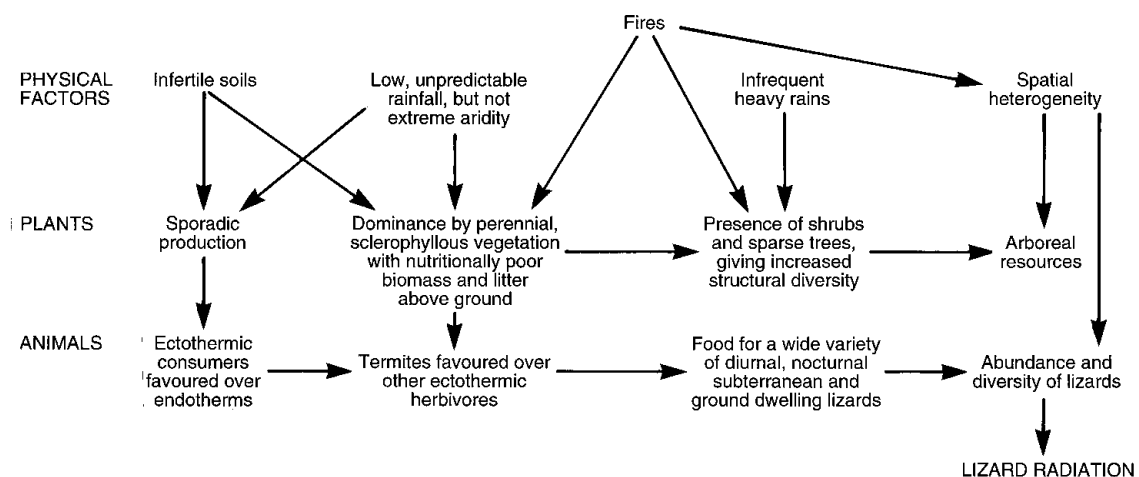 Fires
PHYSICAL
FACTORS
Infertile soils
Low, unpredictable
rainfall, but not
extreme aridity
Infrequent
heavy rains
Spatial
heterogeneity
PLANTS
Sporadic
production
Dominance by perennial,
sclerophyllous vegetation
with nutritionally poor
biomass and litter
above ground
Presence of shrubs
and sparse trees,
giving increased
structural diversity
Arboreal
resources
ANIMALS
Ectothermic
consumers
favoured over
endotherms
Termites favoured over
other ectothermic
herbivores
Food for a wide variety
of diurnal, nocturnal
subterranean and
ground dwelling lizards
Abundance and
diversity of lizards
LIZARD RADIATION